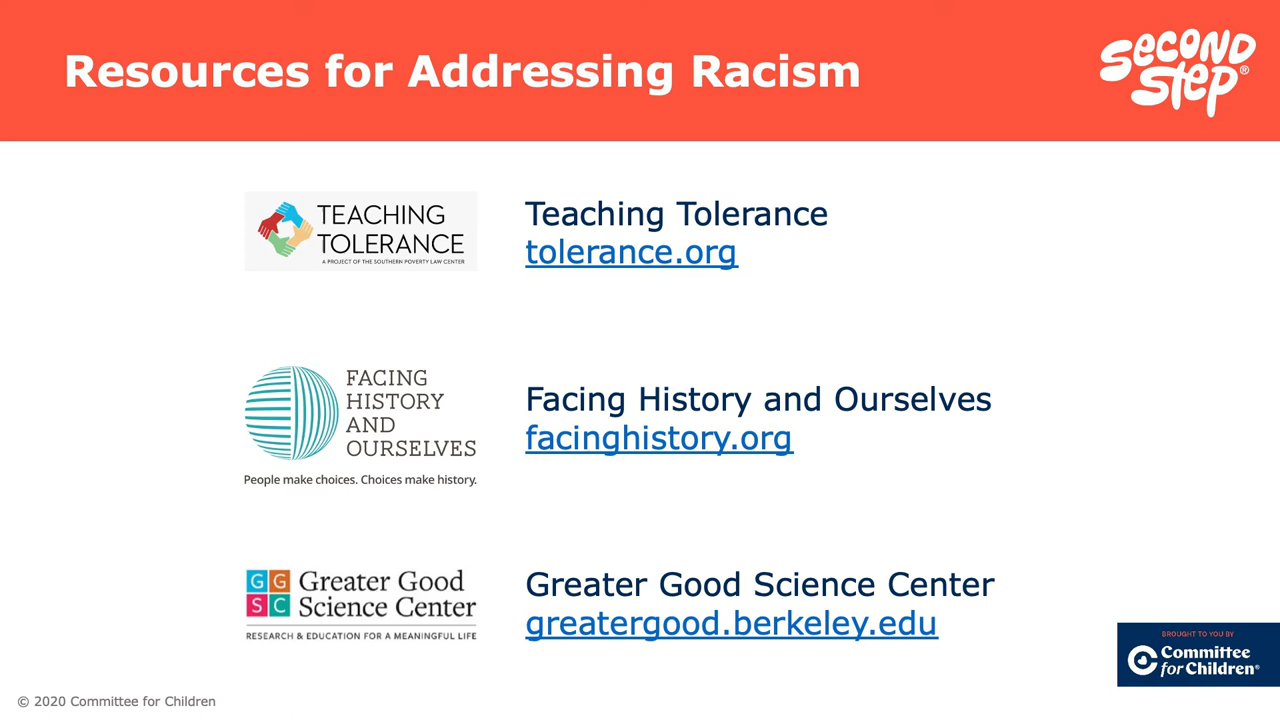 Resources for Addressing Racism
SECOND
STEP®
TEACHING
TOLERANCE
A PROJECT OF THE SOUTHERN POVERTY LAW CENTER
Teaching Tolerance
tolerance.org
FACING
HISTORY
AND
OURSELVES
People make choices. Choices make history.
Facing History and Ourselves
facinghistory.org
GG
SC
Greater Good
Science Center
RESEARCH & EDUCATION FOR A MEANINGFUL LIFE
Greater Good Science Center
greatergood.berkeley.edu
BROUGHT TO YOU BY
Committee
for Children®
© 2020 Committee for Children